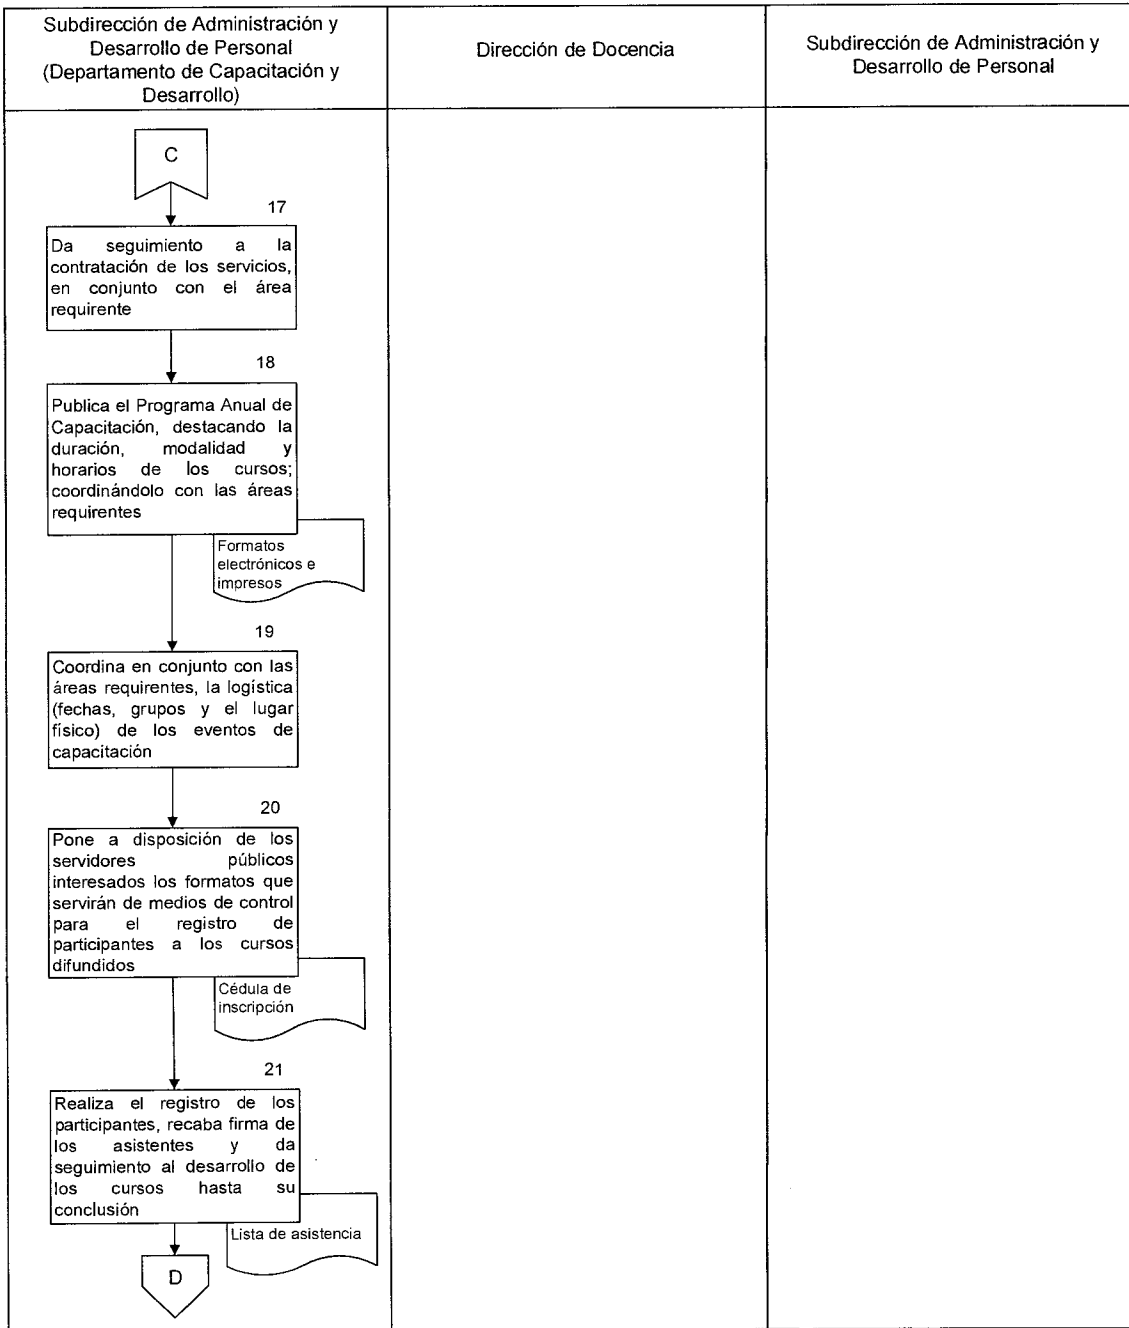 Subdirección de Administración y
Desarrollo de Personal
(Departamento de Capacitación y
Desarrollo)
Dirección de Docencia
Subdirección de Administración y
Desarrollo de Personal
C
17
Da seguimiento a la
contratación de los servicios,
en conjunto con el área
requirente
18
Publica el Programa Anual de
Capacitación, destacando la
duración, modalidad y
horarios de los cursos;
coordinándolo con las áreas
requirentes
Formatos
electrónicos e
impresos
19
Coordina en conjunto con las
áreas requirentes, la logística
(fechas, grupos y el lugar
físico) de los eventos de
capacitación
20
Pone a disposición de los
servidores públicos
interesados los formatos que
servirán de medios de control
para el registro de
participantes a los cursos
difundidos
Cédula de
inscripción
21
Realiza el registro de los
participantes, recaba firma de
los asistentes y da
seguimiento al desarrollo de
los cursos hasta su
conclusión
Lista de asistencia
D